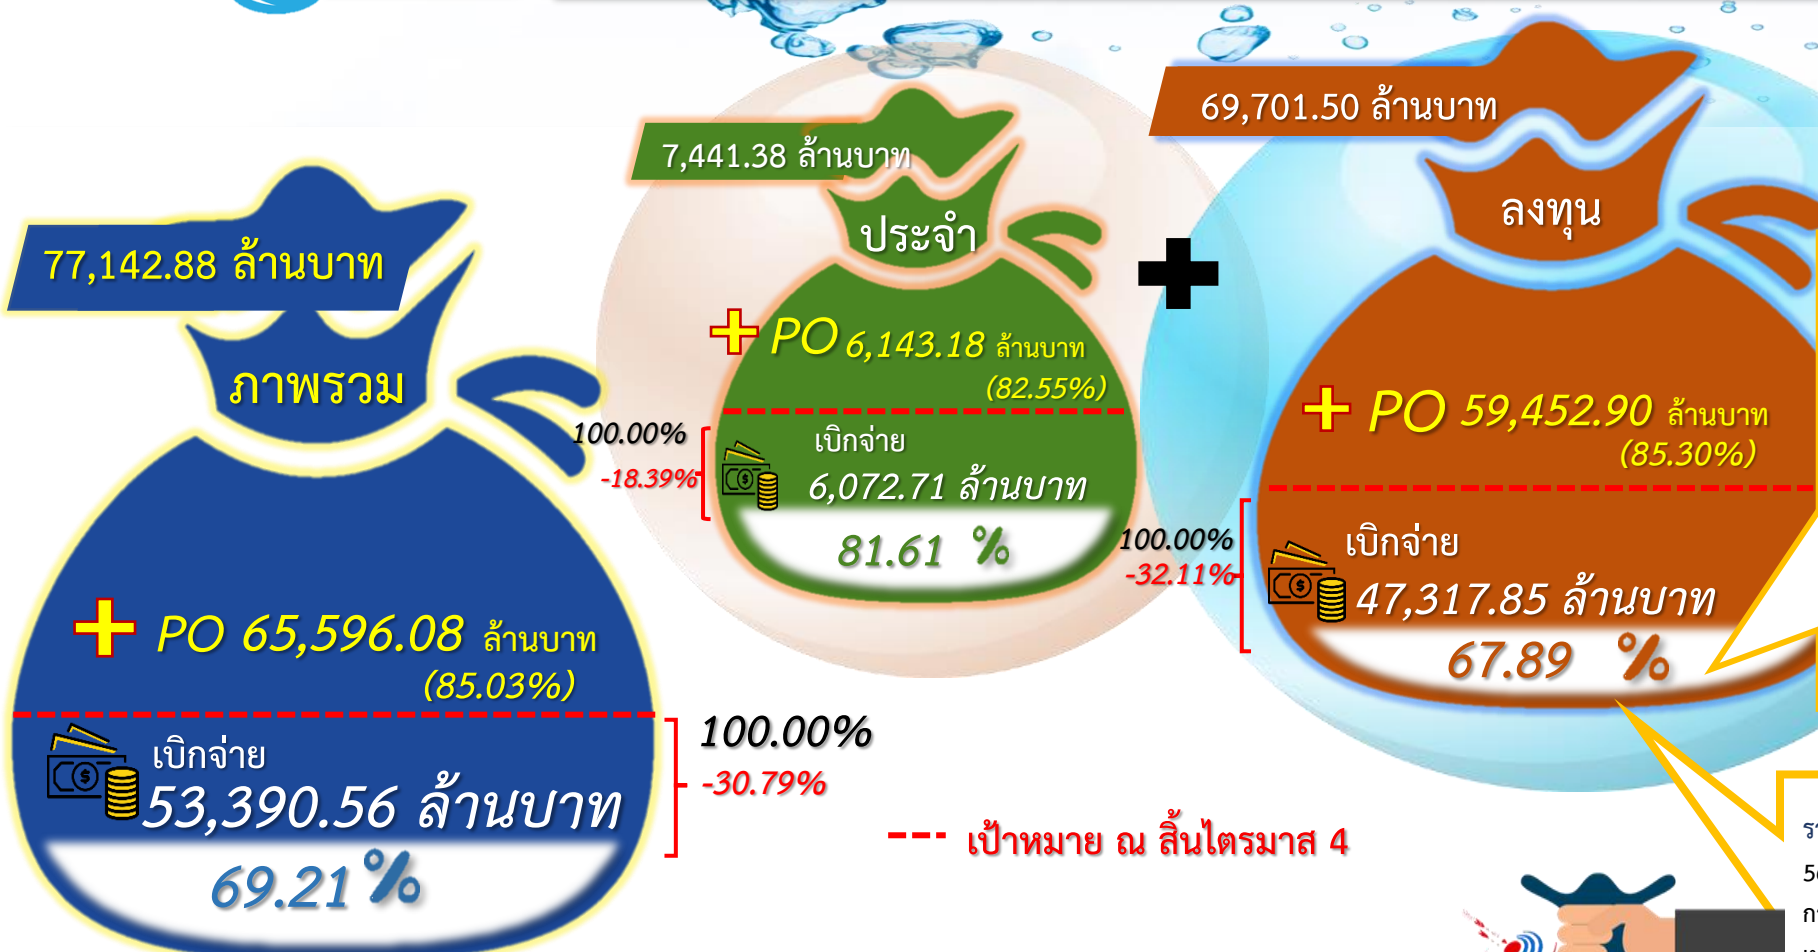 77,142.88 ล้านบาท
ภาพรวม
PO 65,596.08 ล้านบาท
(85.03%)
เบิกจ่าย
53,390.56 ล้านบาท
69.21 %
100.00%
-30.79%
7,441.38 ล้านบาท
ประจำ
PO 6,143.18 ล้านบาท
(82.55%)
100.00%
-18.39%
เบิกจ่าย
6,072.71 ล้านบาท
81.61 %
69,701.50 ล้านบาท
ลงทุน
PO 59,452.90 ล้านบาท
(85.30%)
100.00%
-32.11%
เบิกจ่าย
47,317.85 ล้านบาท
67.89 %
เป้าหมาย ณ สิ้นไตรมาส 4